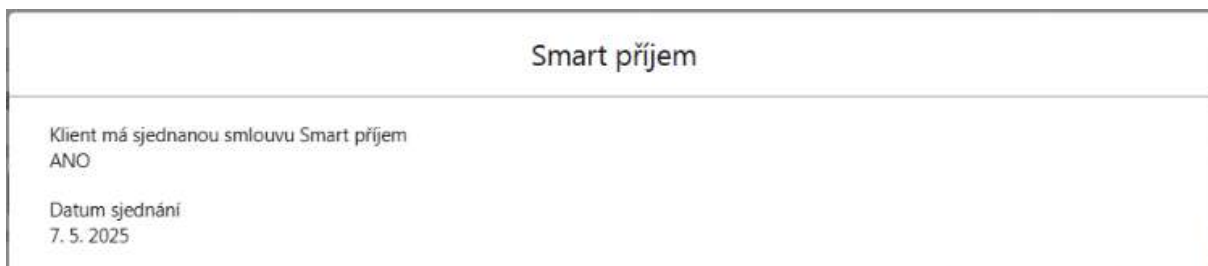 Smart příjem
Klient má sjednanou smlouvu Smart příjem
ANO
Datum sjednání
7. 5. 2025